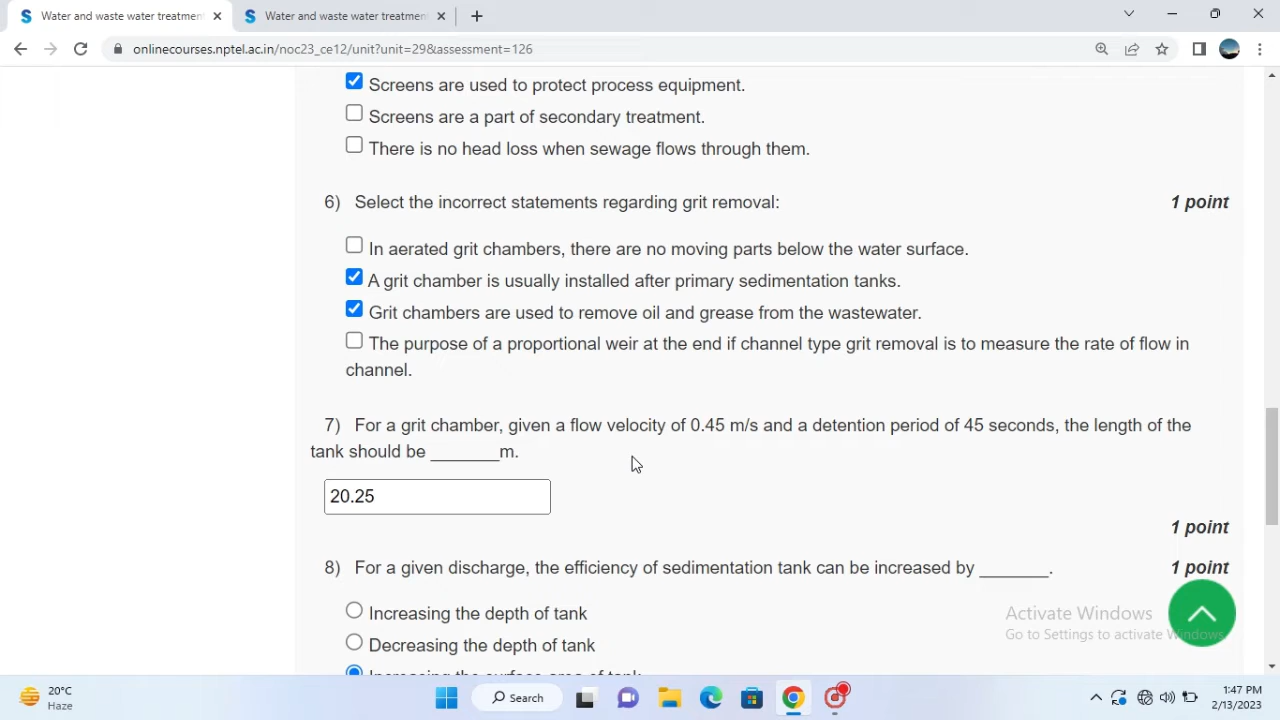 Water and waste water treatment
Water and waste water treatment
onlinecourses.nptel.ac.in/noc23_ce12/unit?unit=29&assessment=126
Screens are used to protect process equipment.
Screens are a part of secondary treatment.
There is no head loss when sewage flows through them.
6) Select the incorrect statements regarding grit removal: 1 point
In aerated grit chambers, there are no moving parts below the water surface.
A grit chamber is usually installed after primary sedimentation tanks.
Grit chambers are used to remove oil and grease from the wastewater.
The purpose of a proportional weir at the end if channel type grit removal is to measure the rate of flow in
channel.
7) For a grit chamber, given a flow velocity of 0.45 m/s and a detention period of 45 seconds, the length of the
tank should be _______m.
20.25
1 point
8) For a given discharge, the efficiency of sedimentation tank can be increased by _______. 1 point
Increasing the depth of tank
Activate Windows
Go to Settings to activate Windows.
Decreasing the depth of tank
Increasing the surface area of tank
20°C
Haze
Search
1:47 PM
2/13/2023